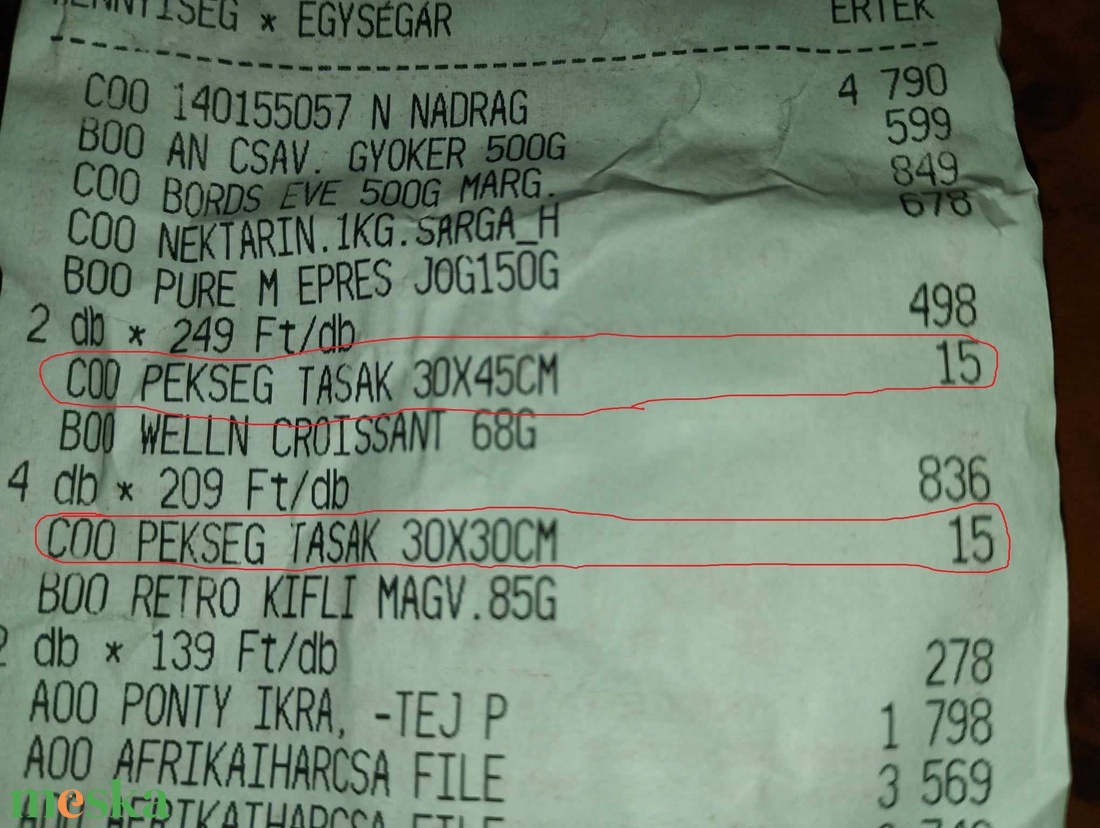 MENNYISÉG * EGYSÉGÁR ÉRTÉK
C00 140155057 N NADRAG 4 790
B00 AN CSAV. GYOKER 500G 599
C00 BORDS EVE 500G MARG. 849
C00 NEKTARIN.1KG.SARGA_H 678
B00 PURE M EPRES JOG150G
2 db * 249 Ft/db 498
C00 PEKSEG TASAK 30X45CM 15
B00 WELLN CROISSANT 68G
4 db * 209 Ft/db 836
C00 PEKSEG TASAK 30X30CM 15
B00 RETRO KIFLI MAGV.85G
2 db * 139 Ft/db 278
A00 PONTY IKRA, -TEJ P 1 798
A00 AFRIKAIHARCSA FILE 3 569
A00 AFRIKAIHARCSA FILE
meska